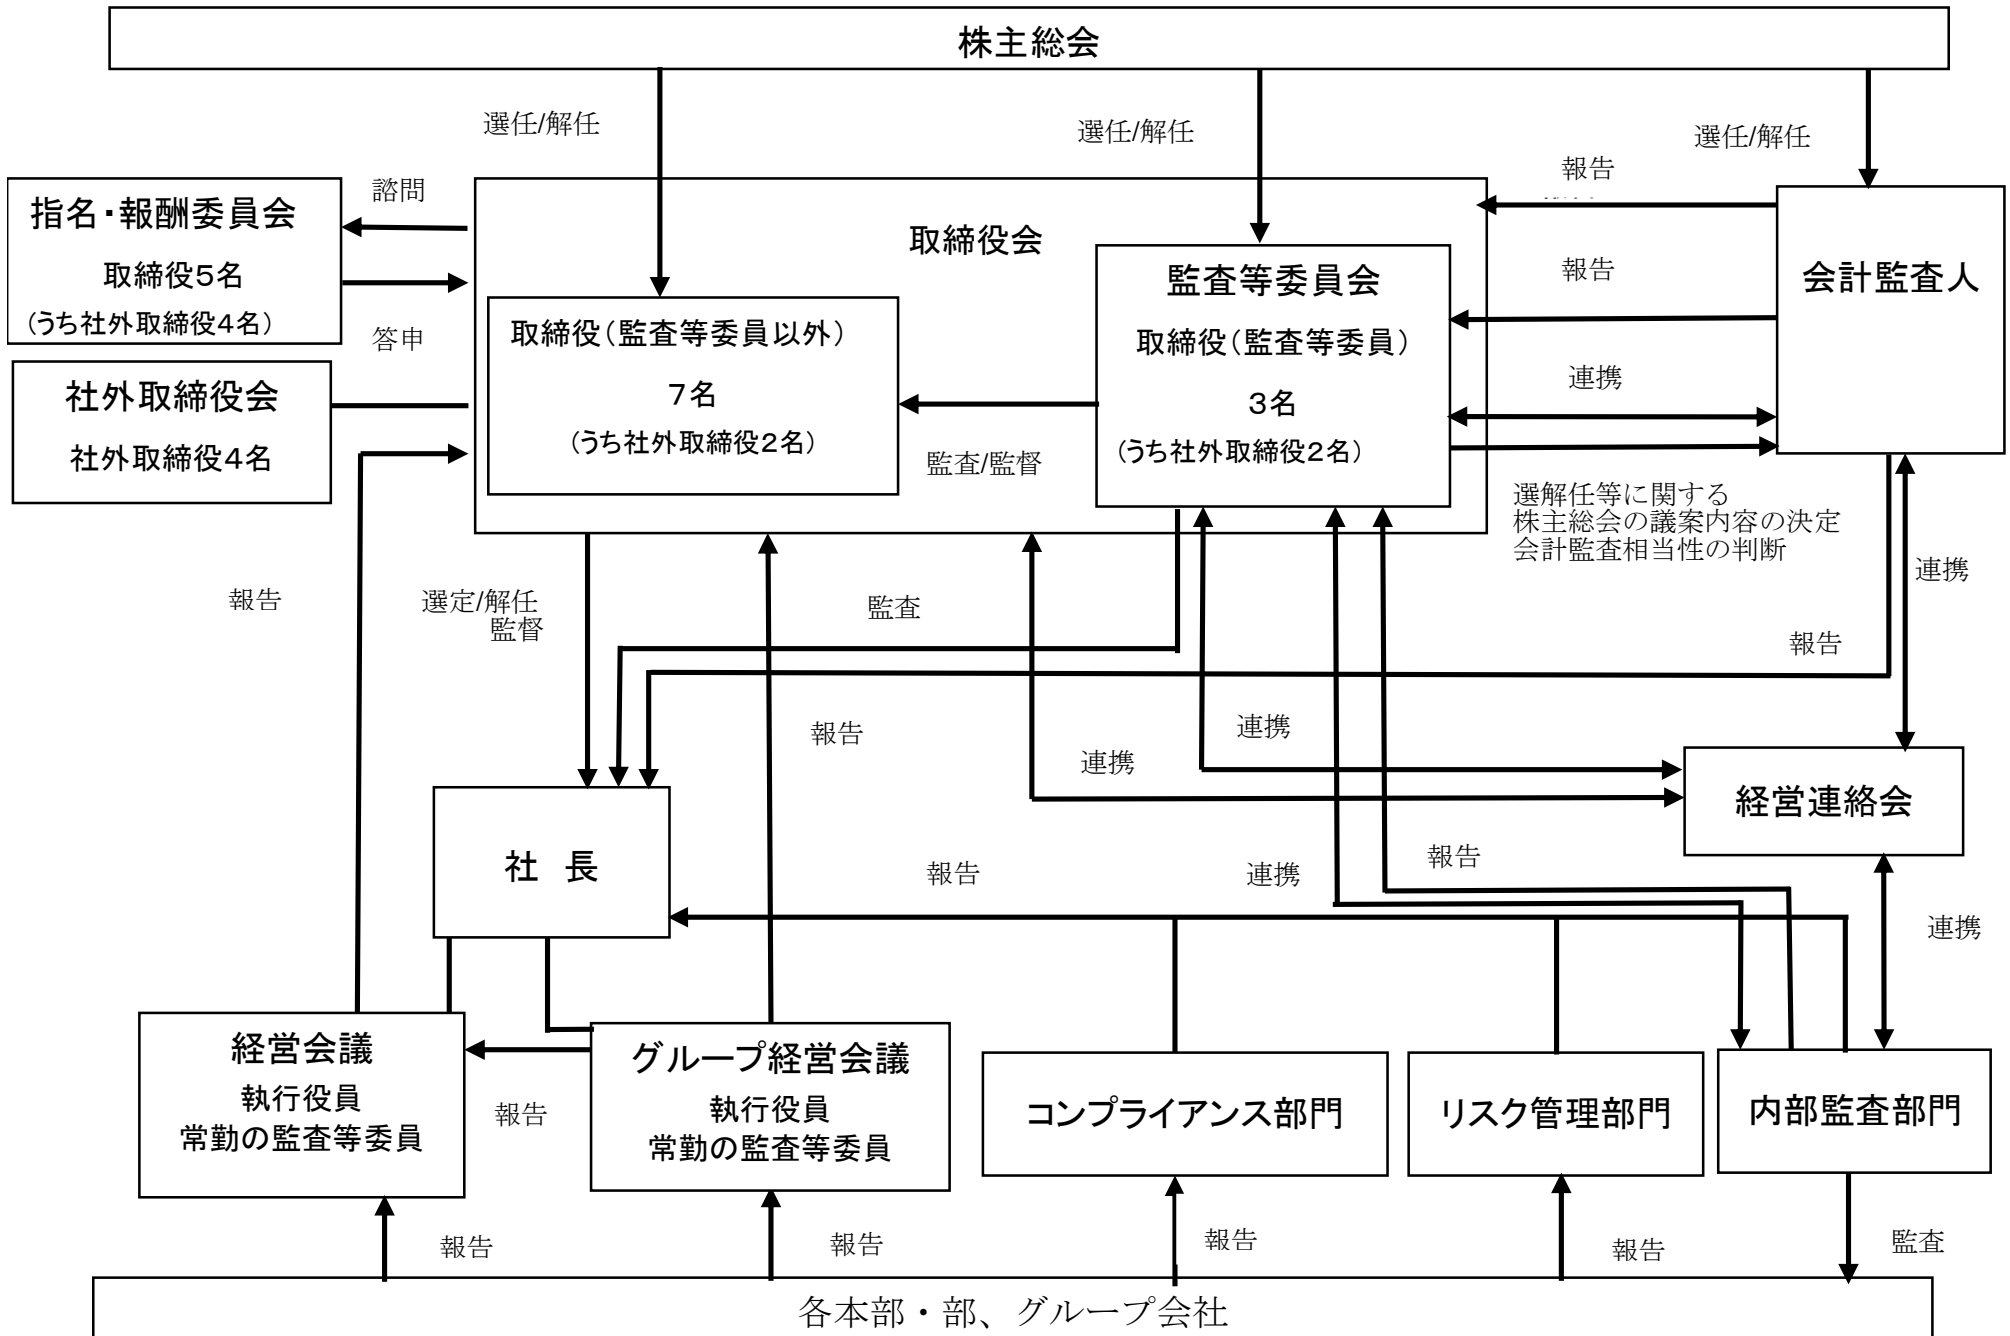 株主総会
選任/解任
選任/解任
選任/解任
報告
諮問
指名・報酬委員会
取締役5名
(うち社外取締役4名)
答申
取締役会
監査等委員会
取締役(監査等委員)
3名
(うち社外取締役2名)
報告
会計監査人
取締役(監査等委員以外)
7名
(うち社外取締役2名)
連携
社外取締役会
社外取締役4名
監査/監督
選解任等に関する
株主総会の議案内容の決定
会計監査相当性の判断
連携
報告
選定/解任
監督
監査
報告
報告
連携
連携
経営連絡会
社 長
報告
連携
報告
連携
経営会議
執行役員
常勤の監査等委員
報告
グループ経営会議
執行役員
常勤の監査等委員
コンプライアンス部門
リスク管理部門
内部監査部門
報告
報告
報告
報告
監査
各本部・部、グループ会社